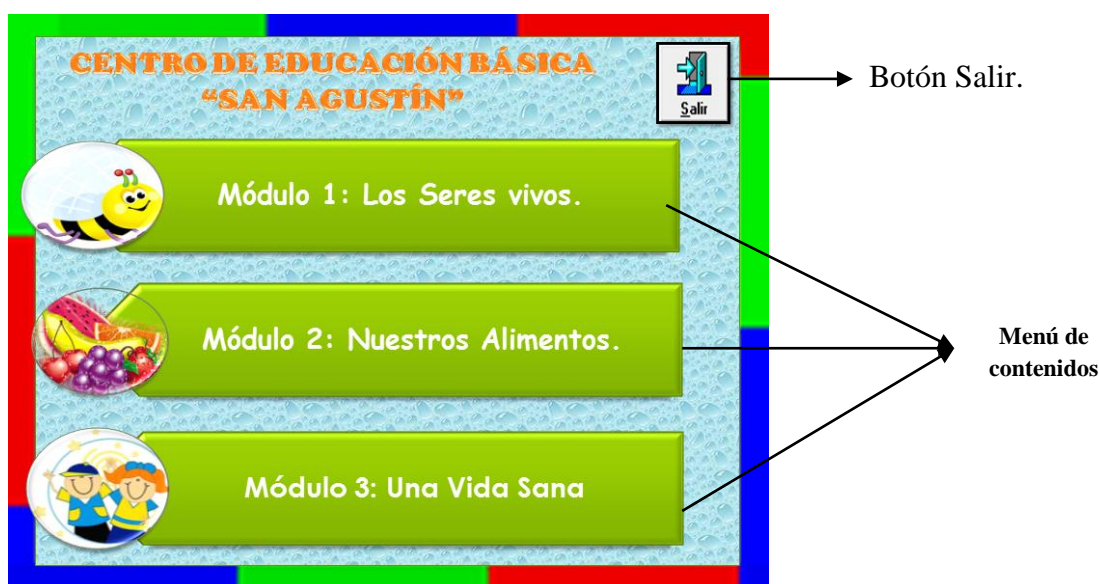 CENTRO DE EDUCACIÓN BÁSICA
“SAN AGUSTÍN”
Salir
Botón Salir.
Módulo 1: Los Seres vivos.
Módulo 2: Nuestros Alimentos.
Menú de
contenidos
Módulo 3: Una Vida Sana